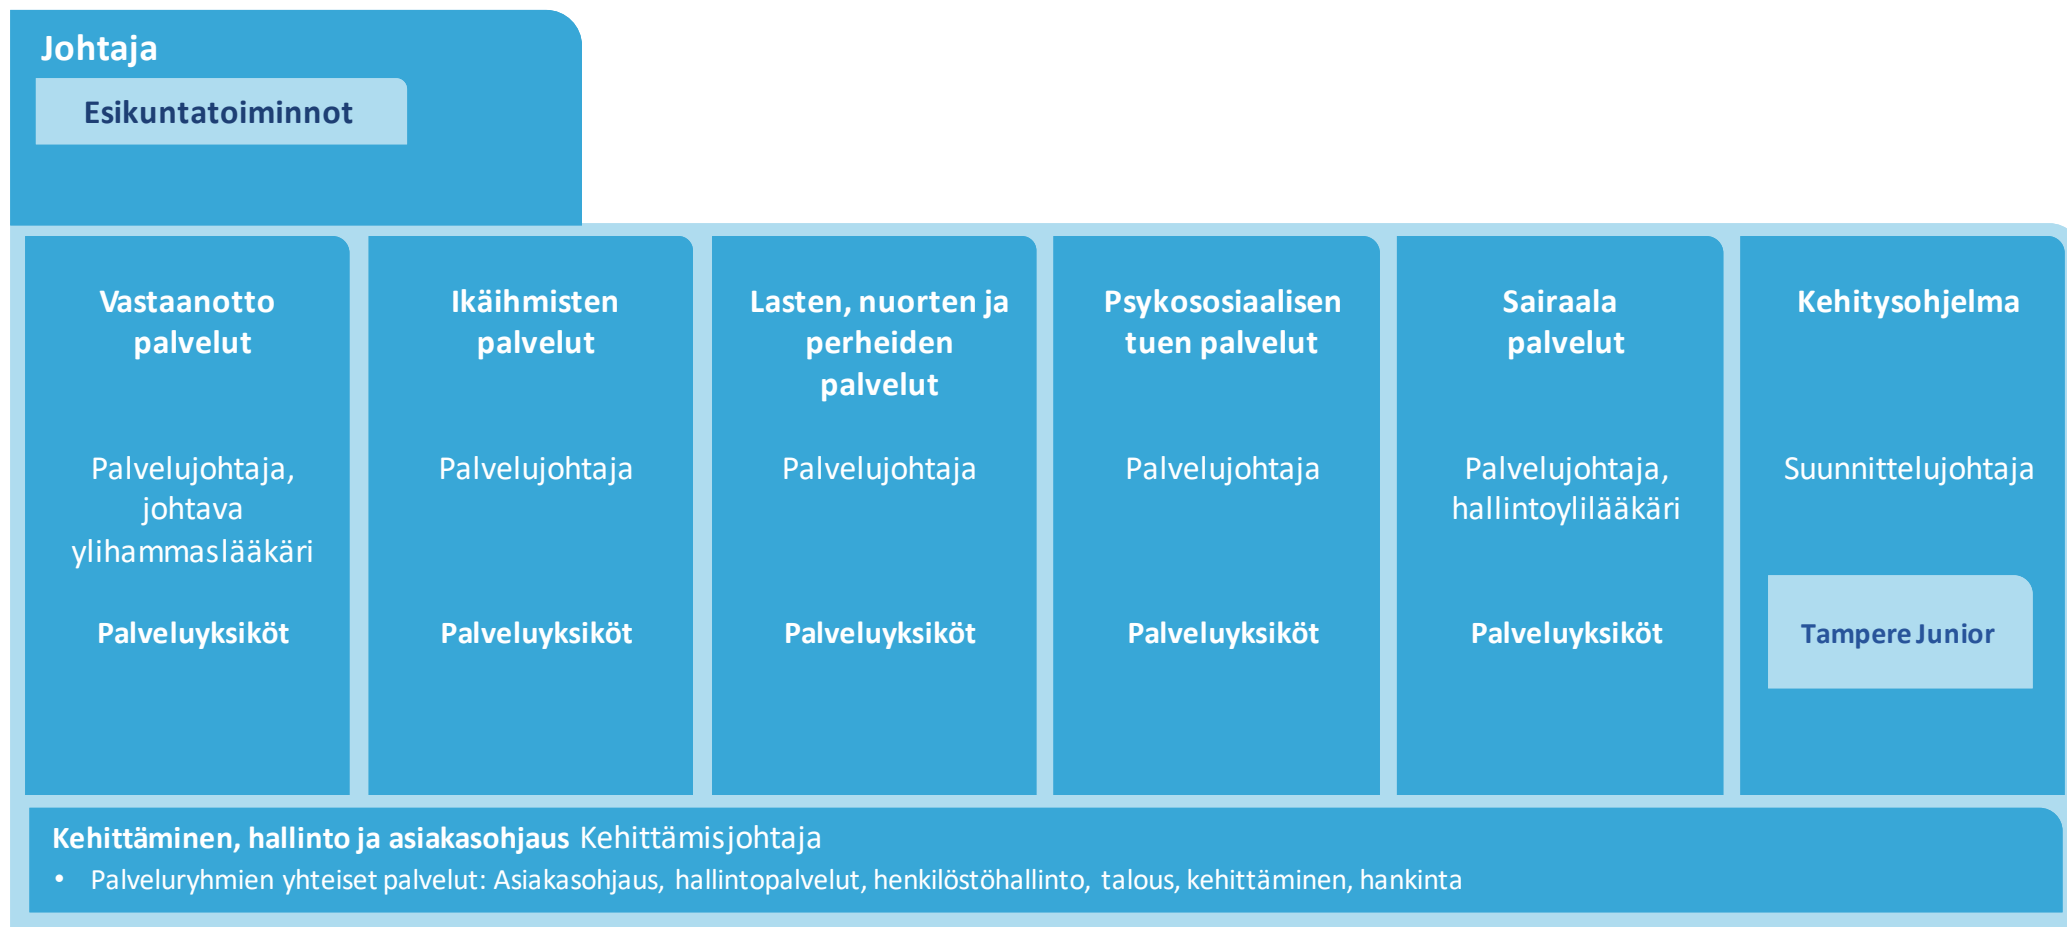 Johtaja
Esikuntatoiminnot
Vastaanotto
palvelut
Palvelujohtaja,
johtava
ylihammaslääkäri
Palveluyksiköt
Ikäihmisten
palvelut
Palvelujohtaja
Palveluyksiköt
Lasten, nuorten ja
perheiden
palvelut
Palvelujohtaja
Palveluyksiköt
Psykososiaalisen
tuen palvelut
Palvelujohtaja
Palveluyksiköt
Sairaala
palvelut
Palvelujohtaja,
hallintoylilääkäri
Palveluyksiköt
Kehitysohjelma
Suunnittelujohtaja
Tampere Junior
Kehittäminen, hallinto ja asiakasohjaus Kehittämisjohtaja
• Palveluryhmien yhteiset palvelut: Asiakasohjaus, hallintopalvelut, henkilöstöhallinto, talous, kehittäminen, hankinta